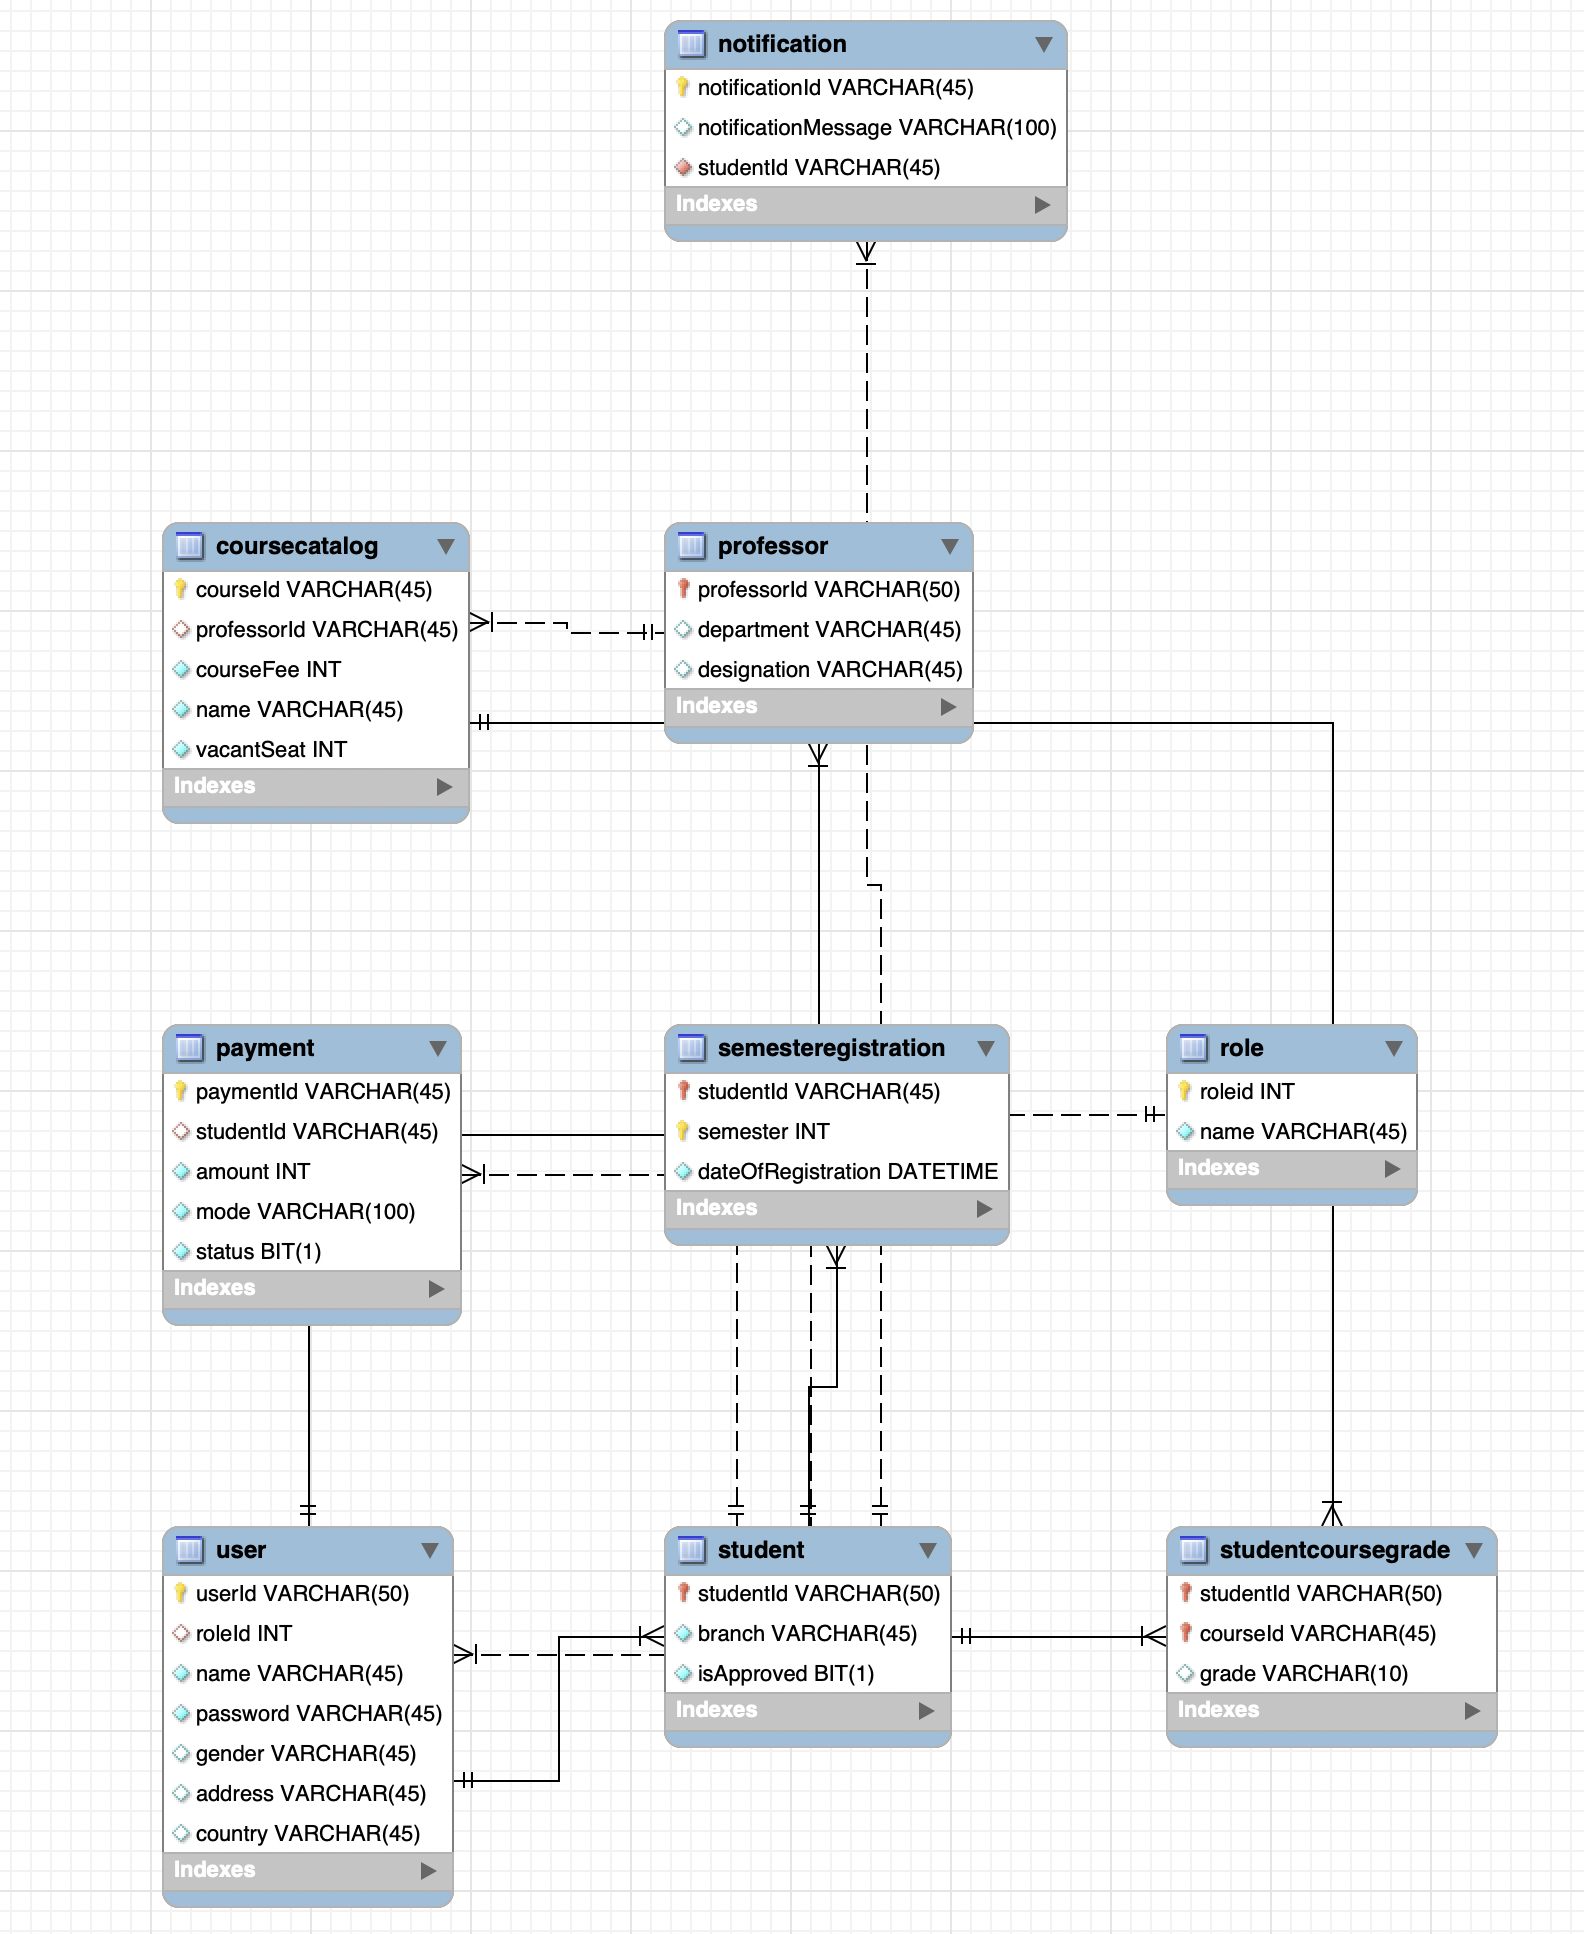 notification
notificationId VARCHAR(45)
notificationMessage VARCHAR(100)
studentId VARCHAR(45)
Indexes
coursecatalog
courseId VARCHAR(45)
professorId VARCHAR(45)
courseFee INT
name VARCHAR(45)
vacantSeat INT
Indexes
professor
professorId VARCHAR(50)
department VARCHAR(45)
designation VARCHAR(45)
Indexes
payment
paymentId VARCHAR(45)
studentId VARCHAR(45)
amount INT
mode VARCHAR(100)
status BIT(1)
Indexes
semesteregistration
studentId VARCHAR(45)
semester INT
dateOfRegistration DATETIME
Indexes
role
roleid INT
name VARCHAR(45)
Indexes
user
userId VARCHAR(50)
roleId INT
name VARCHAR(45)
password VARCHAR(45)
gender VARCHAR(45)
address VARCHAR(45)
country VARCHAR(45)
Indexes
student
studentId VARCHAR(50)
branch VARCHAR(45)
isApproved BIT(1)
Indexes
studentcoursegrade
studentId VARCHAR(50)
courseId VARCHAR(45)
grade VARCHAR(10)
Indexes